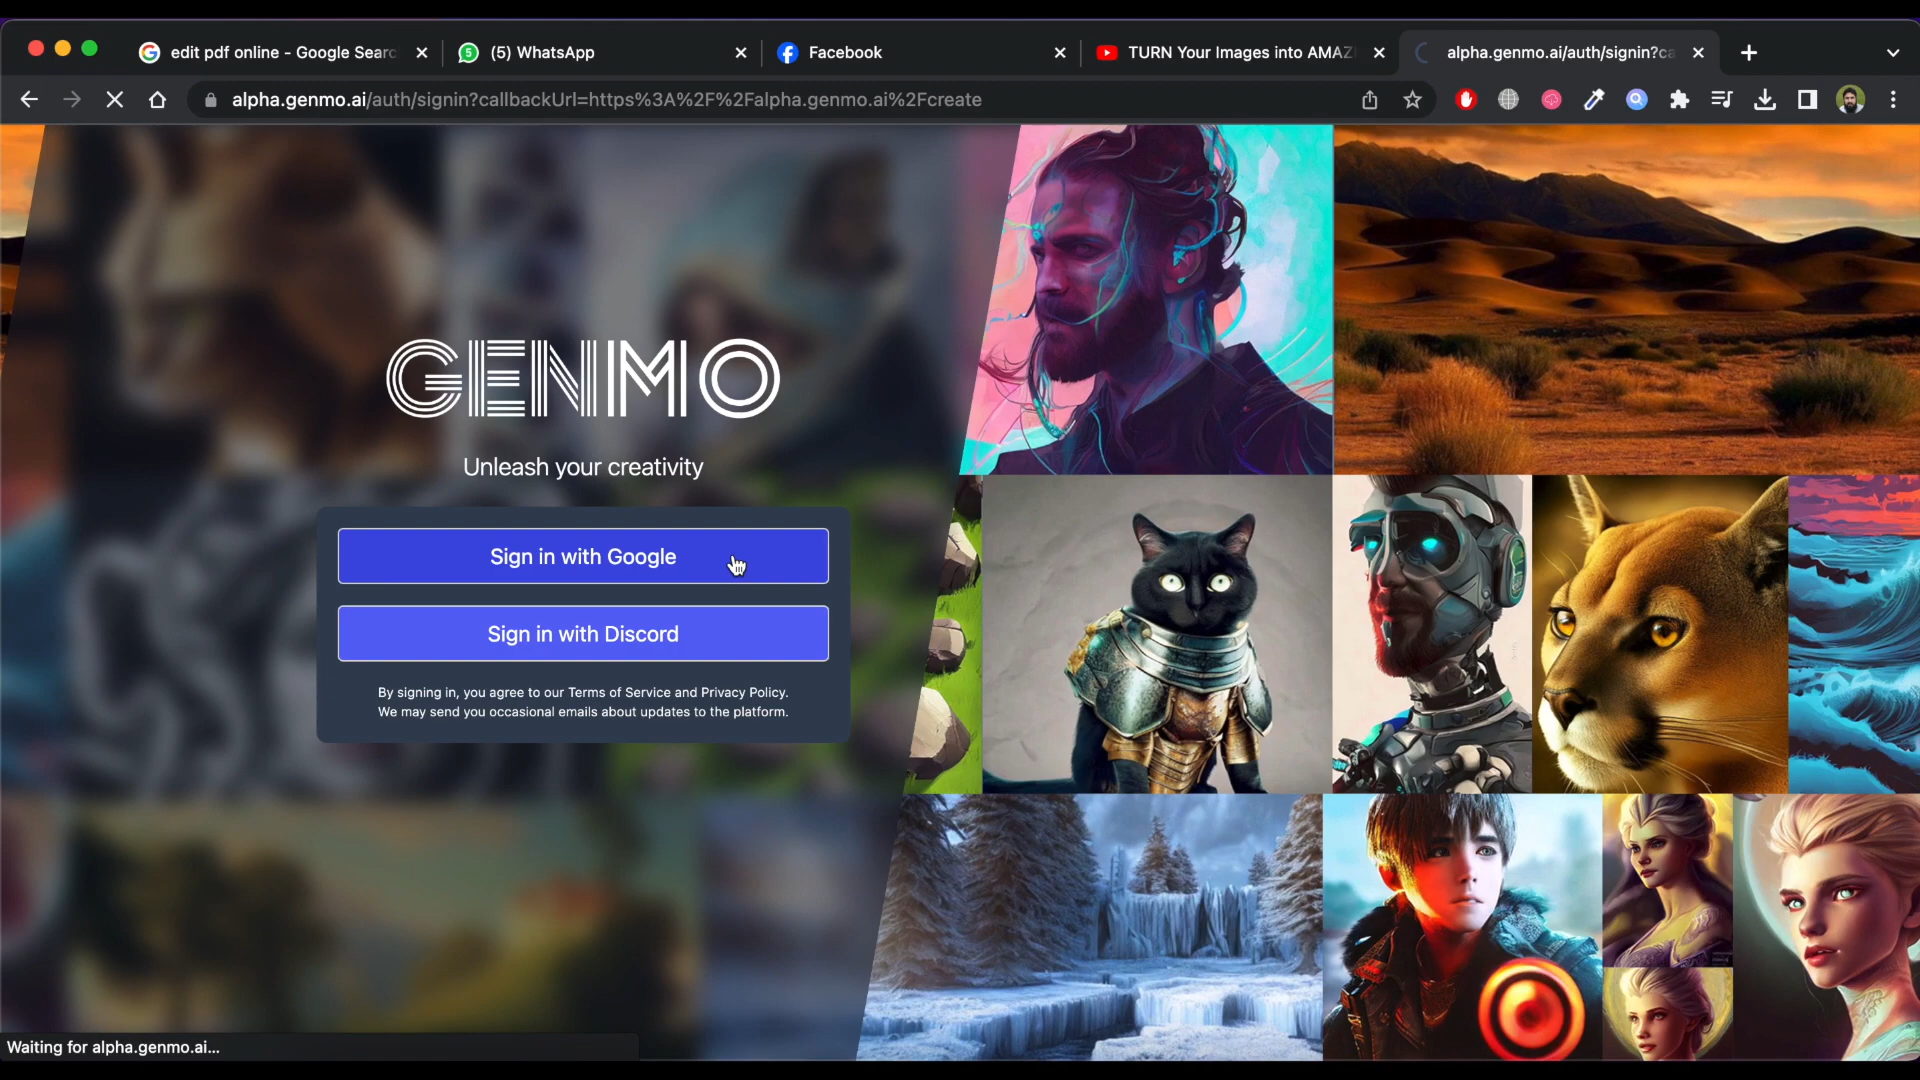 edit pdf online - Google Searc
(5) WhatsApp
Facebook
TURN Your Images into AMAZ
alpha.genmo.ai/auth/signin?ca
alpha.genmo.ai/auth/signin?callbackUrl=https%3A%2F%2Falpha.genmo.ai%2Fcreate
GENMO
Unleash your creativity
Sign in with Google
Sign in with Discord
By signing in, you agree to our Terms of Service and Privacy Policy.
We may send you occasional emails about updates to the platform.
Waiting for alpha.genmo.ai...